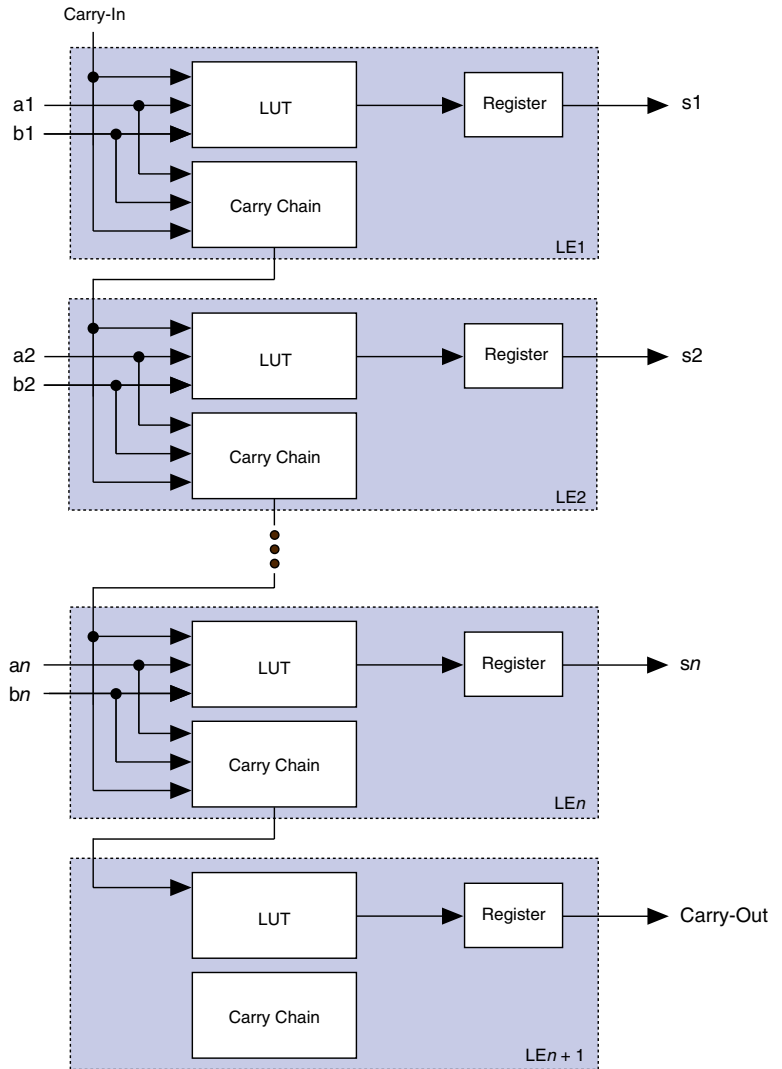 Carry-In
a1
b1
LUT
Register
s1
Carry Chain
LE1
a2
b2
LUT
Register
s2
Carry Chain
LE2
an
bn
LUT
Register
sn
Carry Chain
LEn
LUT
Register
Carry-Out
Carry Chain
LEn + 1